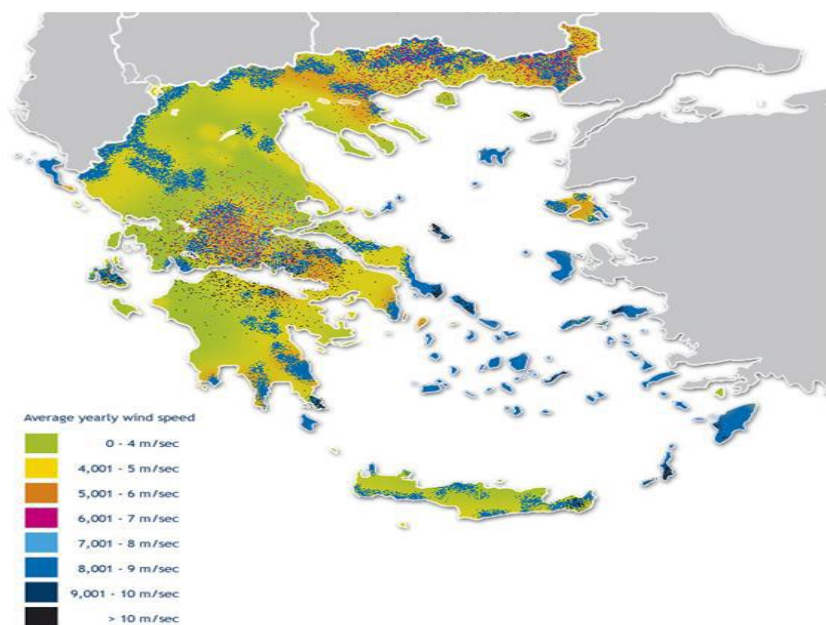 Average yearly wind speed
0 - 4 m/sec
4,001 - 5 m/sec
5,001 - 6 m/sec
6,001 - 7 m/sec
7,001 - 8 m/sec
8,001 - 9 m/sec
9,001 - 10 m/sec
> 10 m/sec